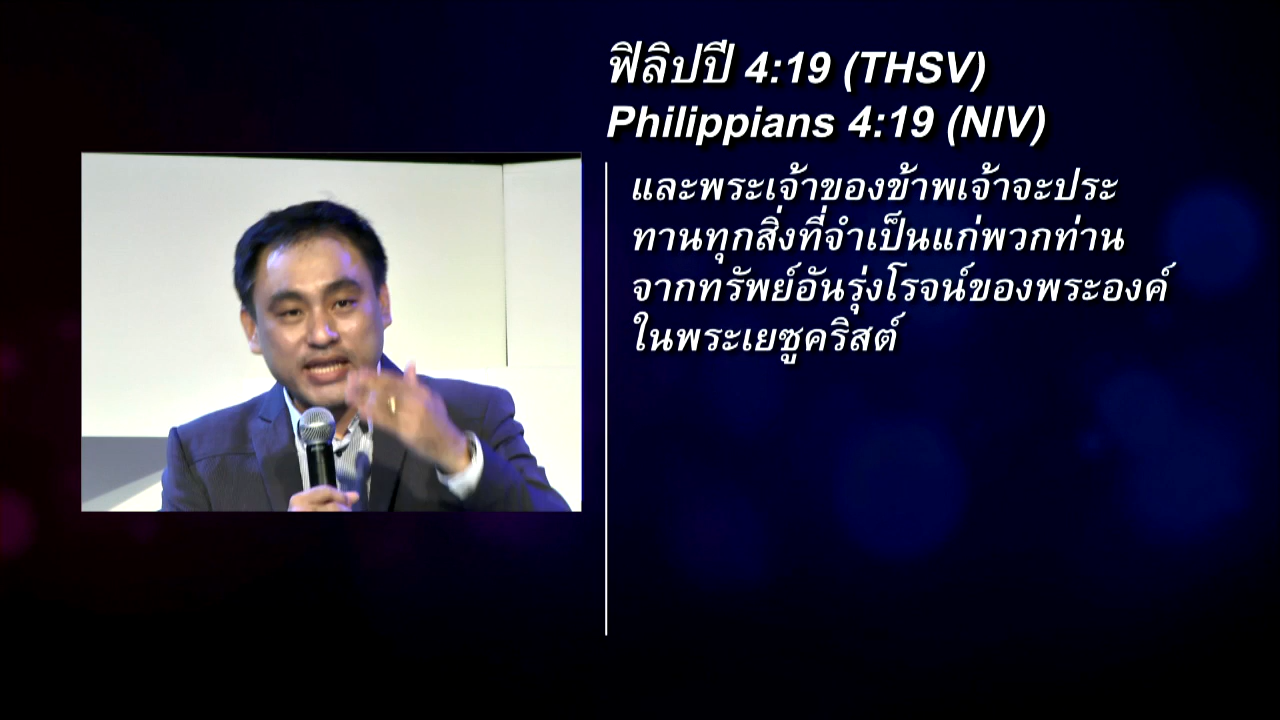 ฟีลิปปี 4:19 (THSV)
Philippians 4:19 (NIV)
และพระเจ้าของข้าพเจ้าจะประ
ทานทุกสิ่งที่จำเป็นแก่พวกท่าน
จากทรัพย์อันรุ่งโรจน์ของพระองค์
ในพระเยซูคริสต์